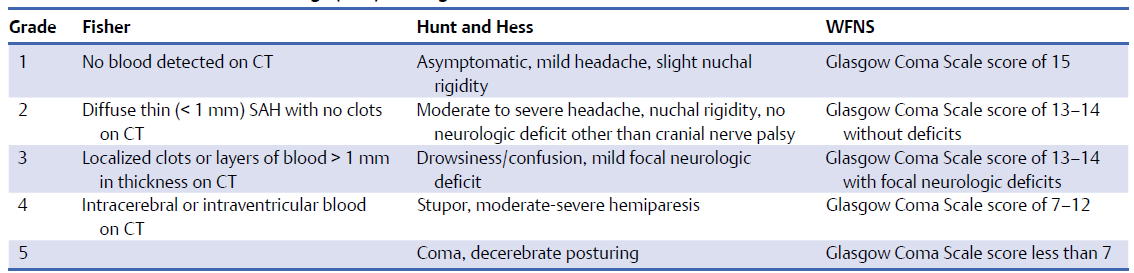 Grade Fisher Hunt and Hess WFNS
1 No blood detected on CT Asymptomatic, mild headache, slight nuchal Glasgow Coma Scale score of 15
rigidity
2 Diffuse thin (< 1 mm) SAH with no clots Moderate to severe headache, nuchal rigidity, no Glasgow Coma Scale score of 13–14
on CT neurologic deficit other than cranial nerve palsy without deficits
3 Localized clots or layers of blood > 1 mm Drowsiness/confusion, mild focal neurologic Glasgow Coma Scale score of 13–14
in thickness on CT deficit with focal neurologic deficits
4 Intracerebral or intraventricular blood Stupor, moderate-severe hemiparesis Glasgow Coma Scale score of 7–12
on CT
5 Coma, decerebrate posturing Glasgow Coma Scale score less than 7